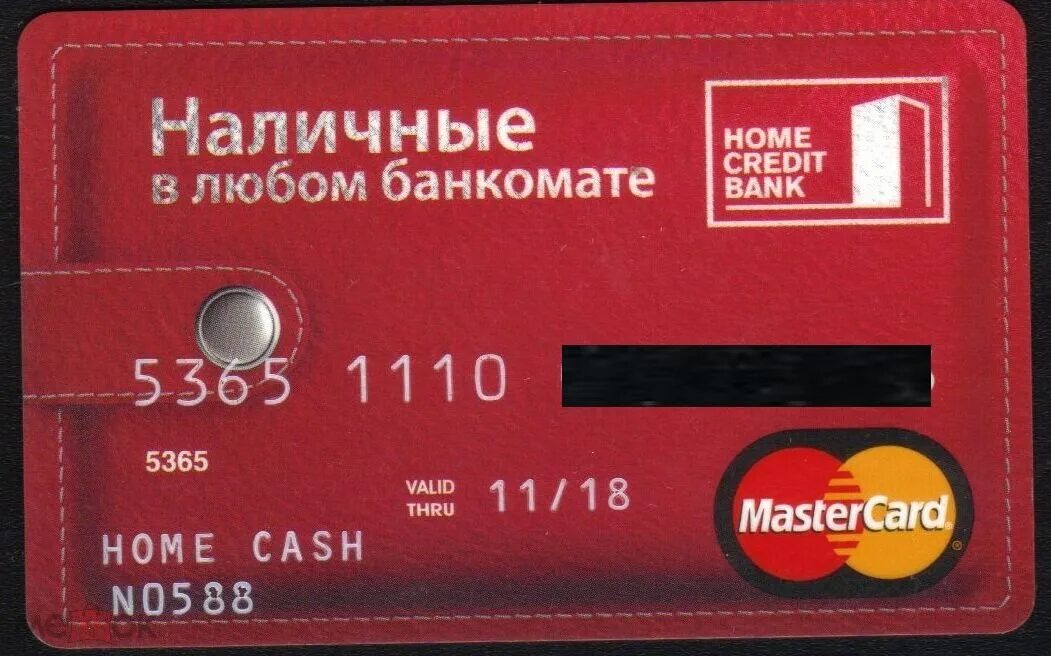 Наличные
в любом банкомате
HOME
CREDIT
BANK
5365 1110
5365
VALID
THRU
11/18
MasterCard
HOME CASH
N0588